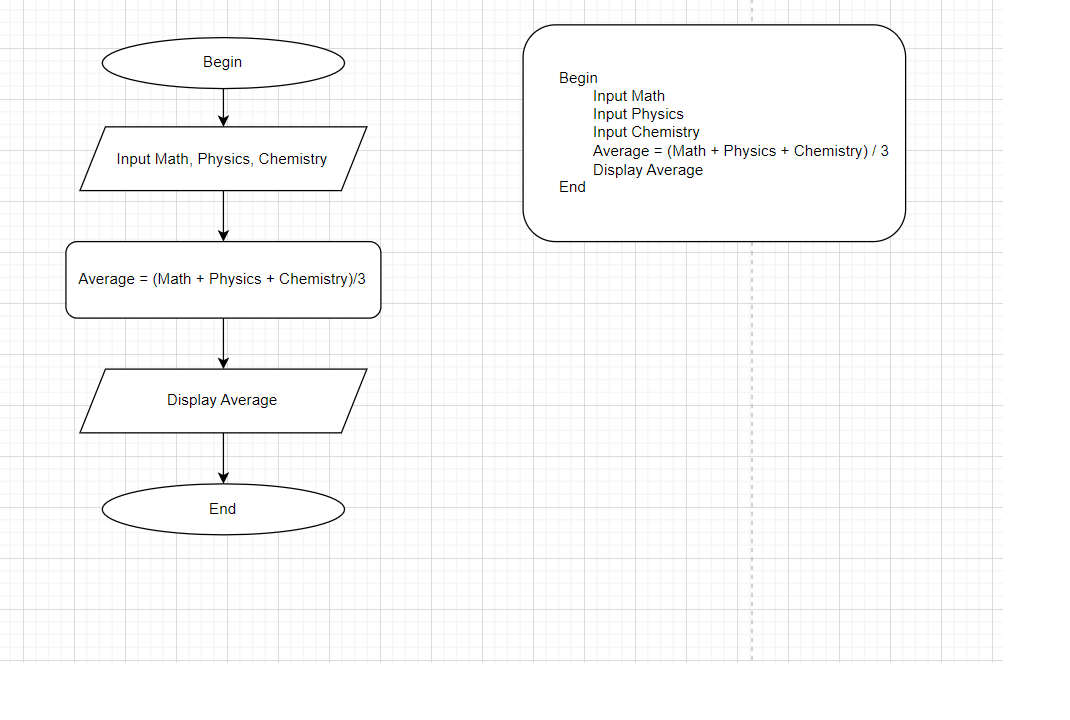 Begin
Input Math, Physics, Chemistry
Average = (Math + Physics + Chemistry)/3
Display Average
End
Begin
Input Math
Input Physics
Input Chemistry
Average = (Math + Physics + Chemistry) / 3
Display Average
End